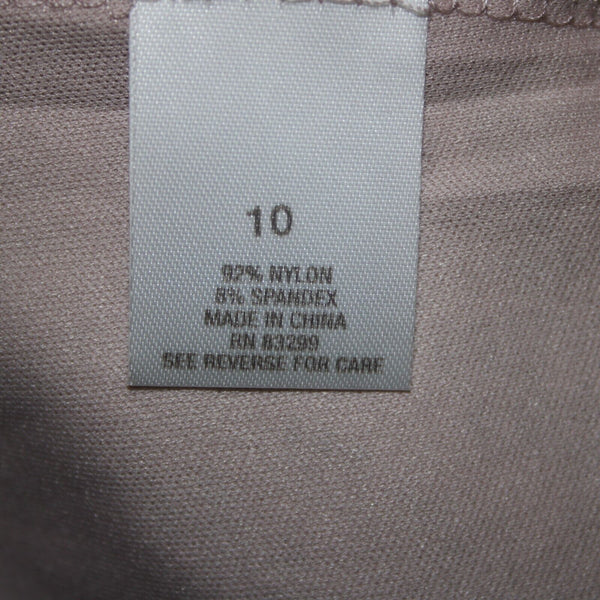 10
92% NYLON
8% SPANDEX
MADE IN CHINA
RN 83299
SEE REVERSE FOR CARE